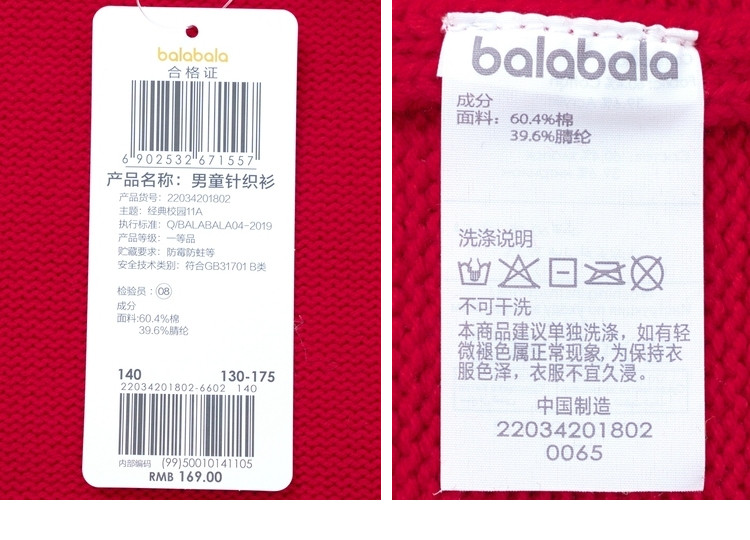 balabala
合格证
6 902532 671557
产品名称：男童针织衫
产品货号：22034201802
主题：经典校园11A
执行标准：Q/BALABALA04-2019
产品等级：一等品
贮藏要求：防霉防蛀等
安全技术类别：符合GB31701 B类
检验员：08
成分
面料:60.4%棉
39.6%腈纶
140 130-175
22034201802-6602 140
内部编码 (99)50010141105
RMB 169.00
balabala
成分
面料：60.4%棉
39.6%腈纶
洗涤说明
不可干洗
本商品建议单独洗涤，如有轻
微褪色属正常现象，为保持衣
服色泽，衣服不宜久浸。
中国制造
22034201802
0065